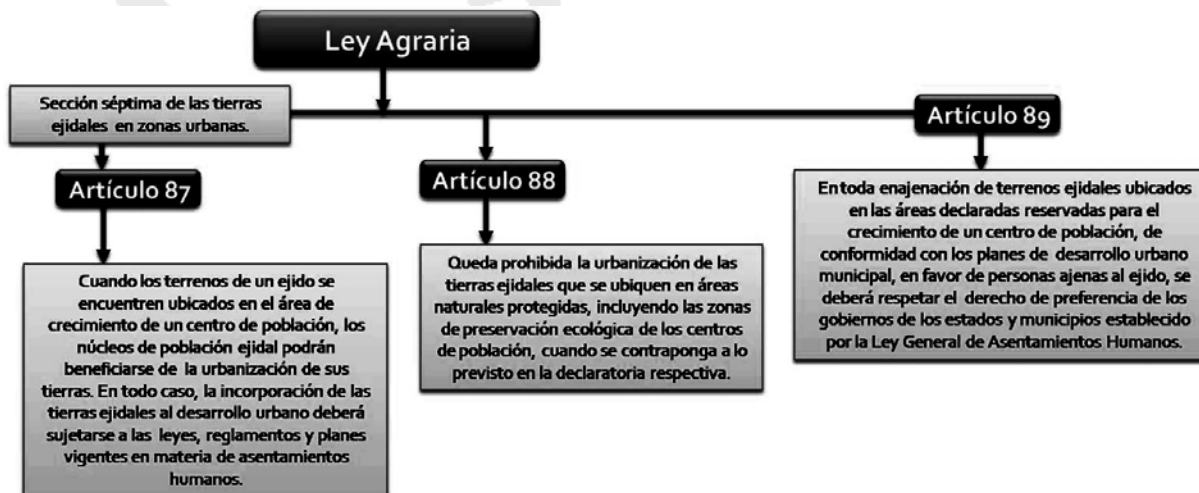 Ley Agraria
Sección séptima de las tierras
ejidales en zonas urbanas.
Artículo 87
Cuando los terrenos de un ejido se
encuentren ubicados en el área de
crecimiento de un centro de población, los
núcleos de población ejidal podrán
beneficiarse de la urbanización de sus
tierras. En todo caso, la incorporación de las
tierras ejidales al desarrollo urbano deberá
sujetarse a las leyes, reglamentos y planes
vigentes en materia de asentamientos
humanos.
Artículo 88
Queda prohibida la urbanización de las
tierras ejidales que se ubiquen en áreas
naturales protegidas, incluyendo las zonas
de preservación ecológica de los centros
de población, cuando se contraponga a lo
previsto en la declaratoria respectiva.
Artículo 89
En toda enajenación de terrenos ejidales ubicados
en las áreas declaradas reservadas para el
crecimiento de un centro de población, de
conformidad con los planes de desarrollo urbano
municipal, en favor de personas ajenas al ejido, se
deberá respetar el derecho de preferencia de los
gobiernos de los estados y municipios establecido
por la Ley General de Asentamientos Humanos.